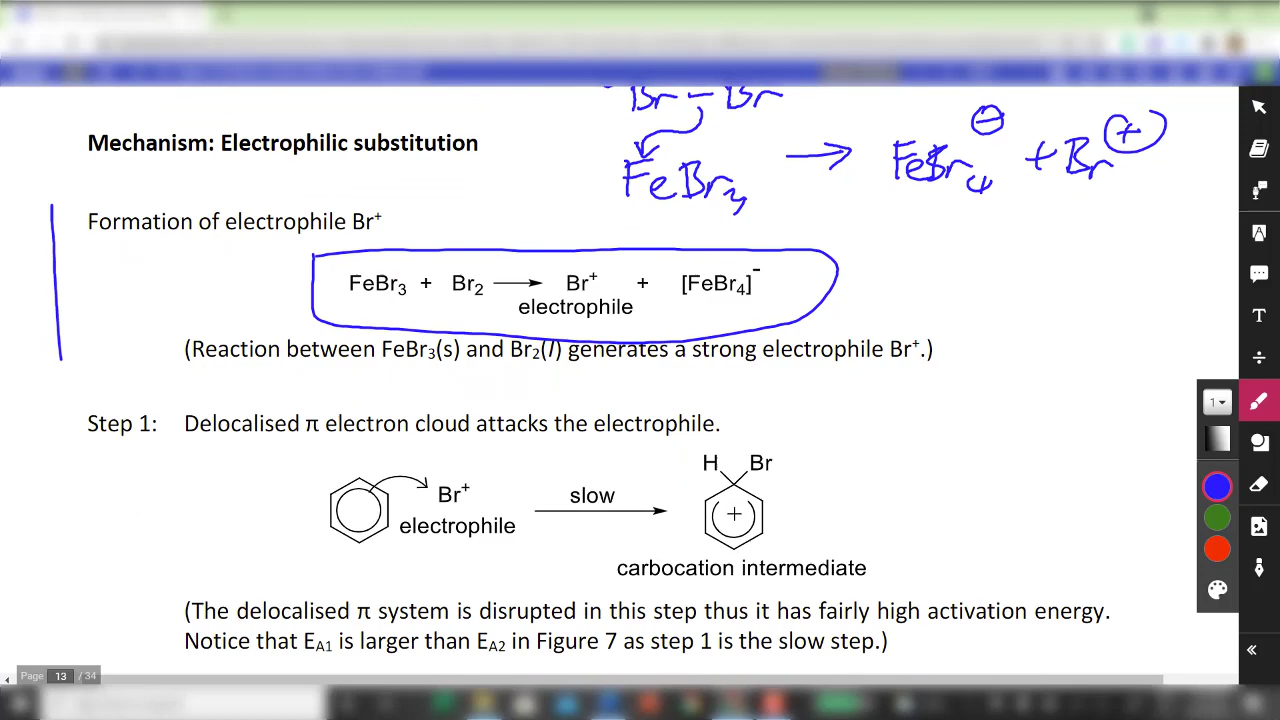 Br – Br
Mechanism: Electrophilic substitution
FeBr₃ → FeBr₄ ⊖ + Br ⊕
Formation of electrophile Br⁺
FeBr₃ + Br₂ → Br⁺ + [FeBr₄]⁻
electrophile
(Reaction between FeBr₃(s) and Br₂(l) generates a strong electrophile Br⁺.)
Step 1: Delocalised π electron cloud attacks the electrophile.
H Br
Br⁺ slow +
electrophile
carbocation intermediate
(The delocalised π system is disrupted in this step thus it has fairly high activation energy.
Notice that E_A1 is larger than E_A2 in Figure 7 as step 1 is the slow step.)
Page 13 / 34